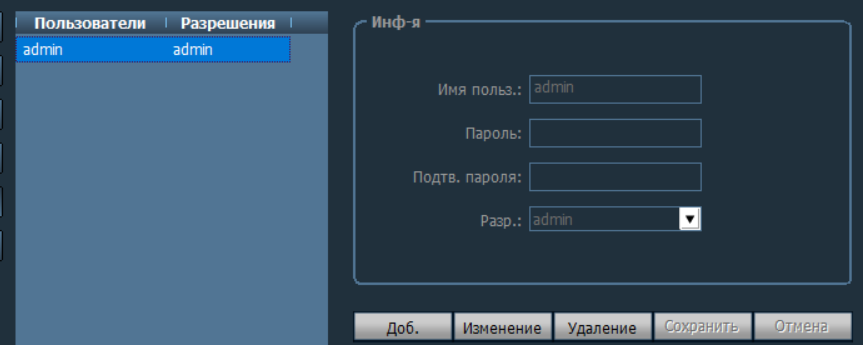 Пользователи Разрешения
admin admin
Инф-я
Имя польз.: admin
Пароль:
Подтв. пароля:
Разр.: admin
Доб. Изменение Удаление Сохранить Отмена